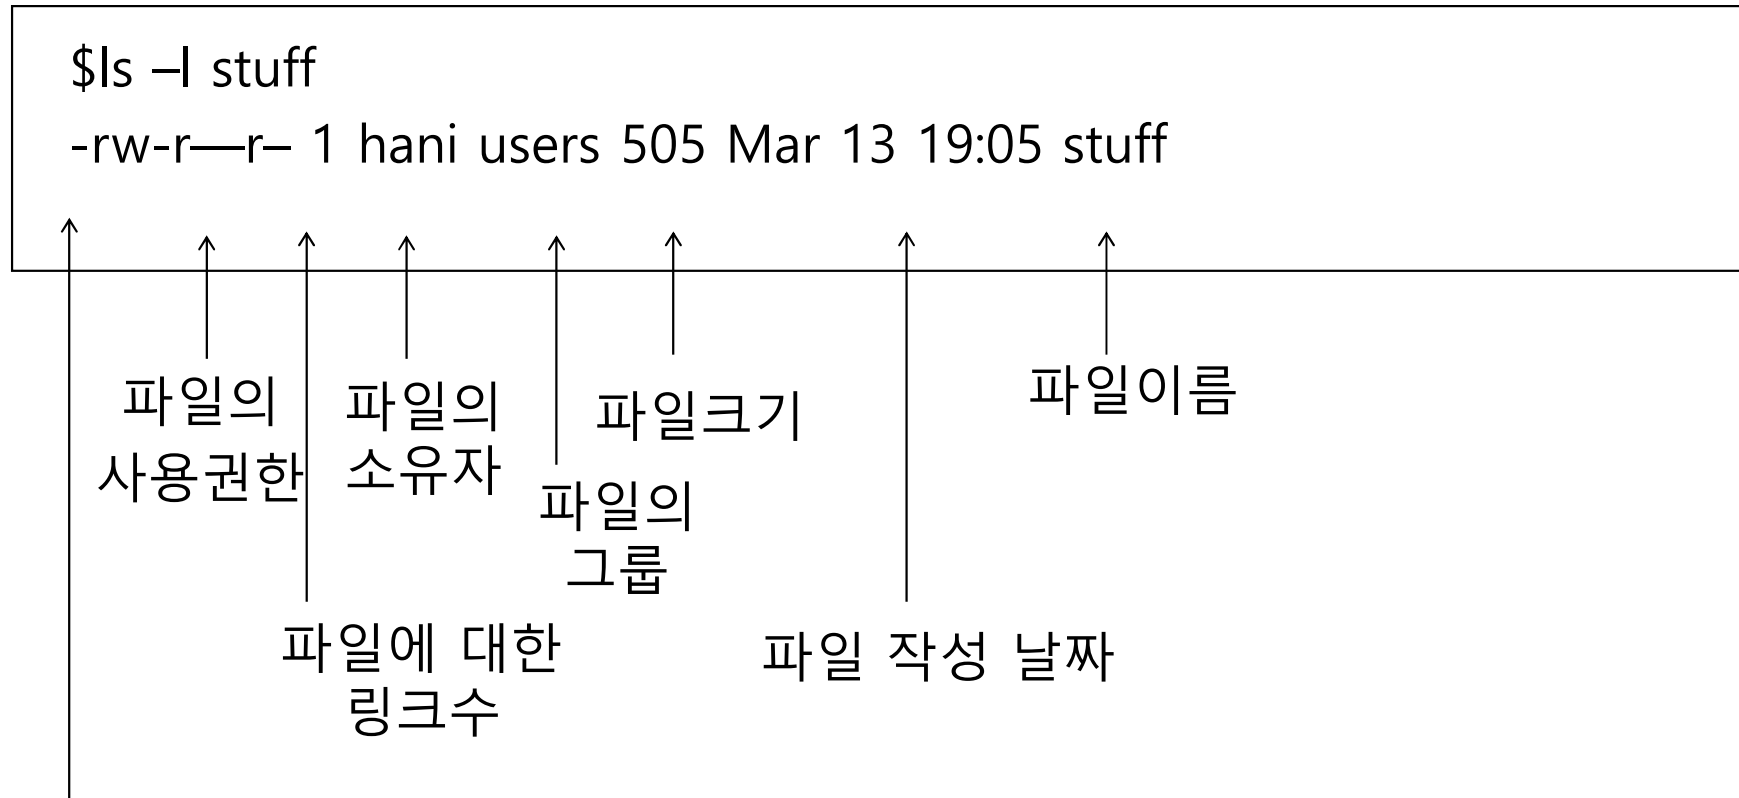 $ls –l stuff
-rw-r—–r– 1 hani users 505 Mar 13 19:05 stuff
파일의
사용권한
파일의
소유자
파일크기
파일이름
파일의
그룹
파일에 대한
링크수
파일 작성 날짜